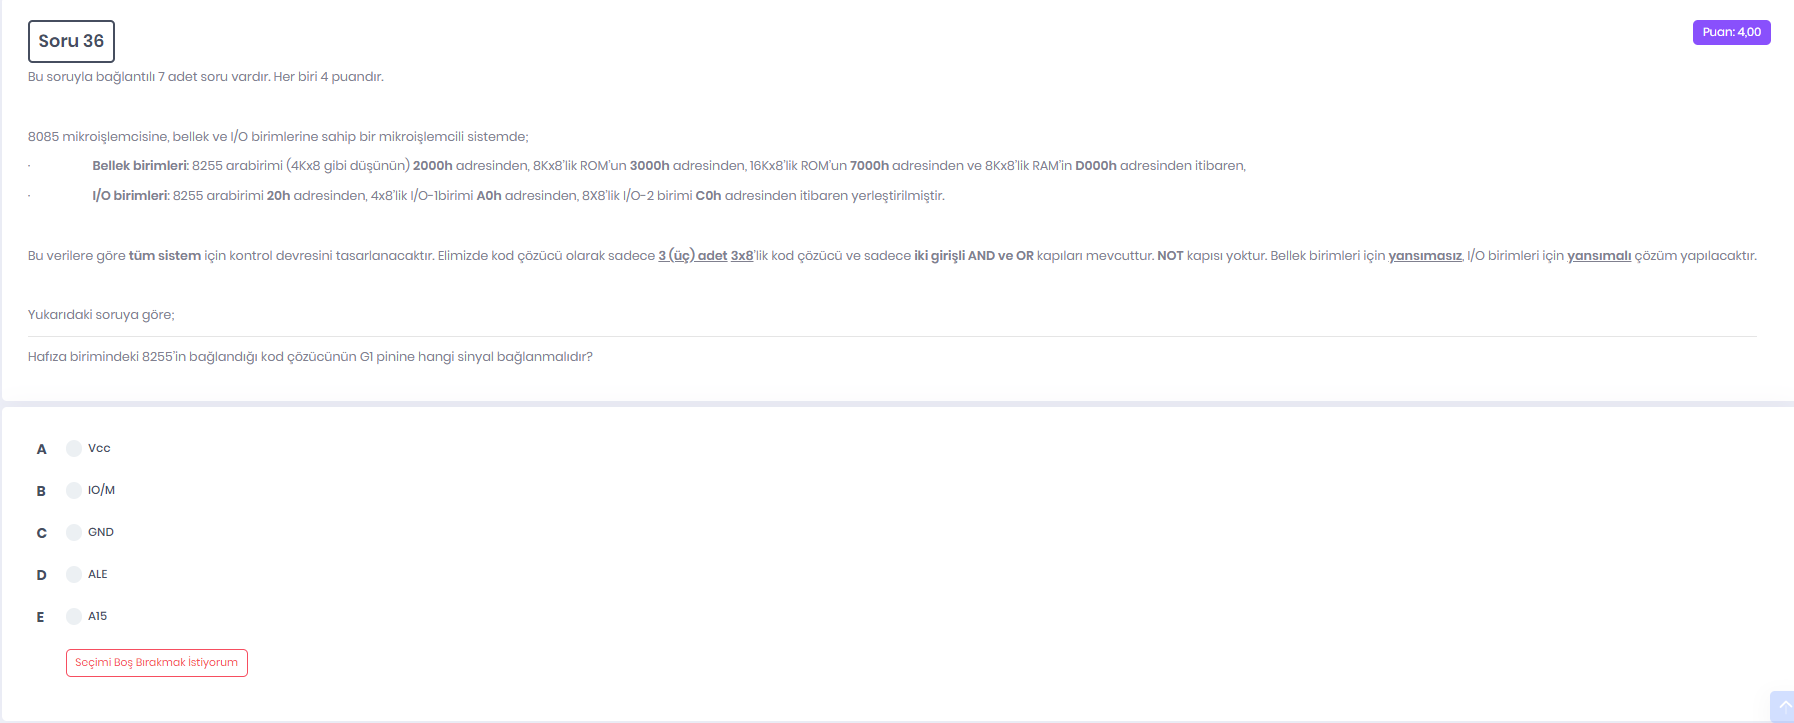 Soru 36
Puan: 4,00
Bu soruyla bağlantılı 7 adet soru vardır. Her biri 4 puandır.
8085 mikroişlemcisine, bellek ve I/O birimlerine sahip bir mikroişlemcili sistemde;
· Bellek birimleri: 8255 arabirimi (4Kx8 gibi düşünün) 2000h adresinden, 8Kx8'lik ROM'un 3000h adresinden, 16Kx8'lik ROM'un 7000h adresinden ve 8Kx8'lik RAM'in D000h adresinden itibaren,
· I/O birimleri: 8255 arabirimi 20h adresinden, 4x8'lik I/O-1birimi A0h adresinden, 8X8'lik I/O-2 birimi C0h adresinden itibaren yerleştirilmiştir.
Bu verilere göre tüm sistem için kontrol devresini tasarlanacaktır. Elimizde kod çözücü olarak sadece 3 (üç) adet 3x8'lik kod çözücü ve sadece iki girişli AND ve OR kapıları mevcuttur. NOT kapısı yoktur. Bellek birimleri için yansımasız, I/O birimleri için yansımalı çözüm yapılacaktır.
Yukarıdaki soruya göre;
Hafıza birimindeki 8255'in bağlandığı kod çözücünün G1 pinine hangi sinyal bağlanmalıdır?
A Vcc
B IO/M
C GND
D ALE
E A15
Seçimi Boş Bırakmak İstiyorum